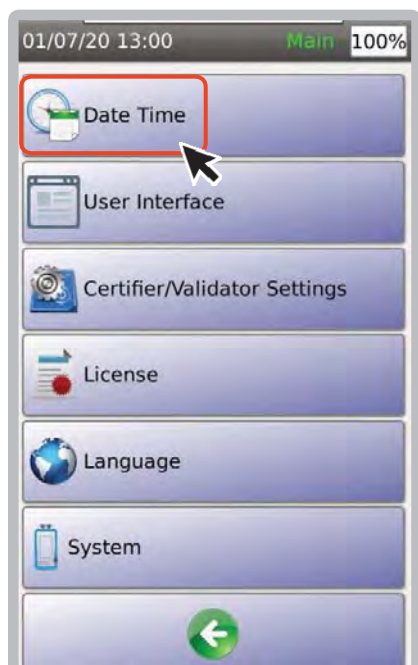 01/07/20 13:00 Main 100%
Date Time
User Interface
Certifier/Validator Settings
License
Language
System